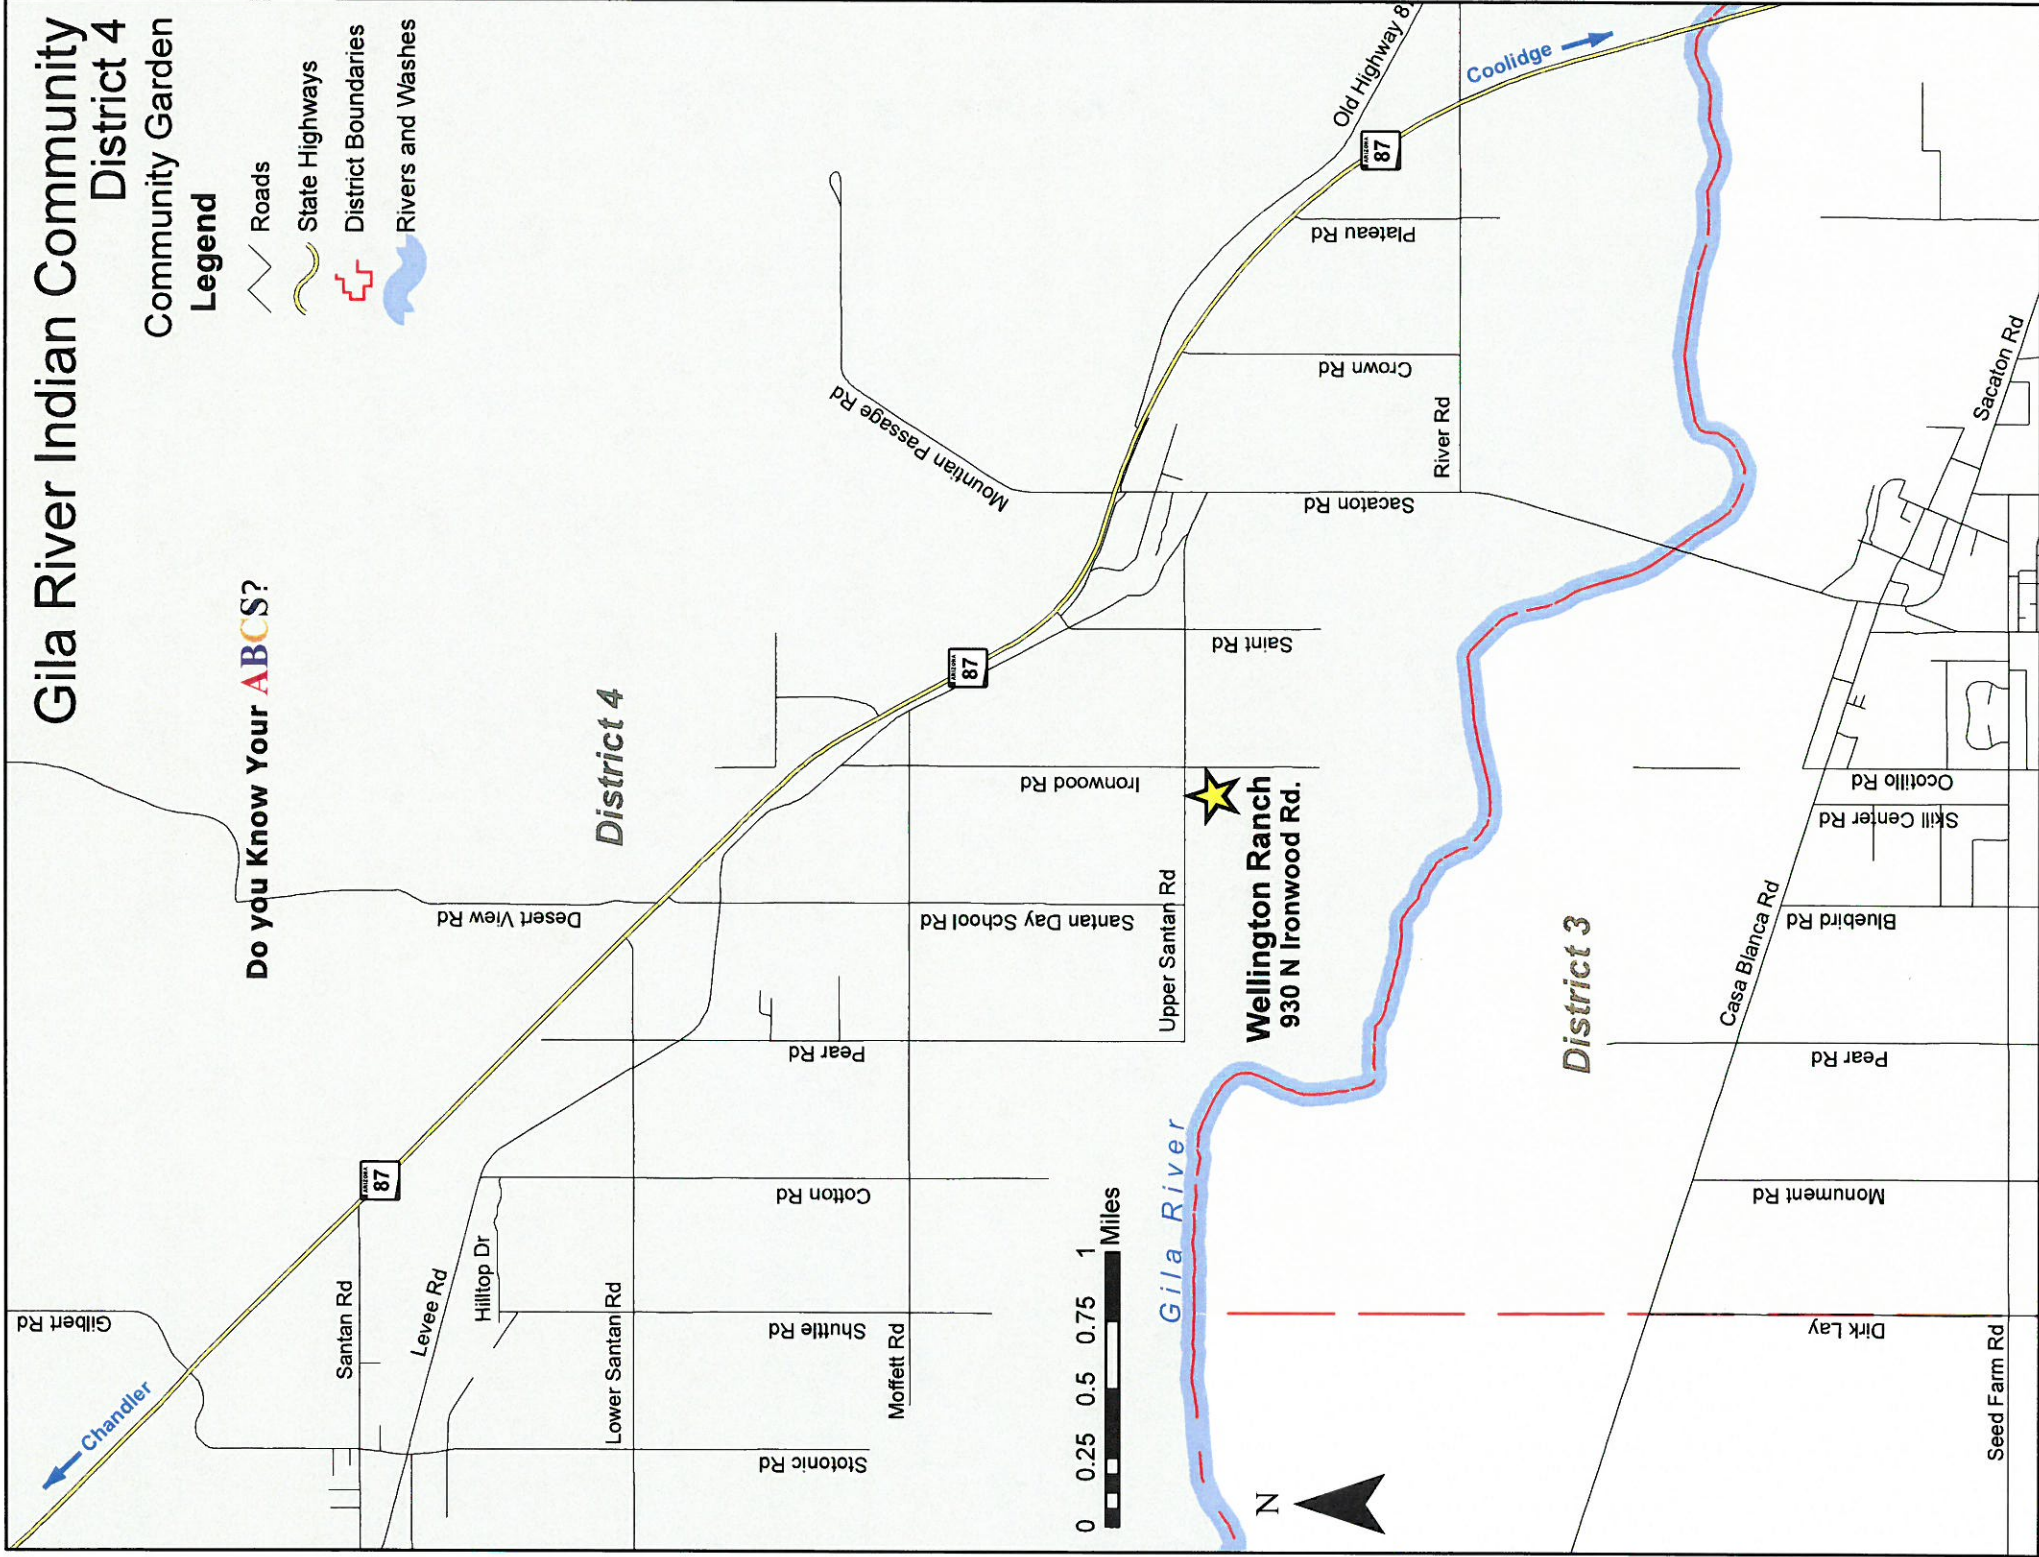 Gila River Indian Community
District 4
Community Garden
Legend
Roads
State Highways
District Boundaries
Rivers and Washes
Do you Know Your ABCS?
Chandler
Gilbert Rd
Santan Rd
Levee Rd
Hilltop Dr
Lower Santan Rd
Stotonic Rd
Shuttle Rd
Cotton Rd
Moffett Rd
ARIZONA
87
Desert View Rd
District 4
Pear Rd
Santan Day School Rd
Ironwood Rd
Upper Santan Rd
ARIZONA
87
Saint Rd
Mountian Passage Rd
Sacaton Rd
River Rd
Crown Rd
Plateau Rd
ARIZONA
87
Old Highway 87
Coolidge
Wellington Ranch
930 N Ironwood Rd.
0 0.25 0.5 0.75 1
Miles
Gila River
N
District 3
Casa Blanca Rd
Dirk Lay
Monument Rd
Pear Rd
Bluebird Rd
Skill Center Rd
Ocotillo Rd
Sacaton Rd
Seed Farm Rd